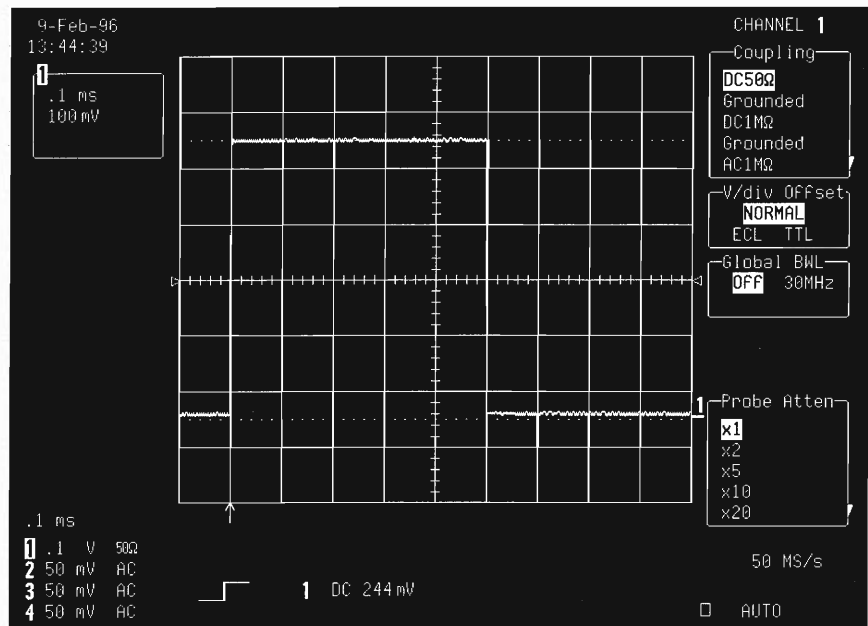 9-Feb-96
13:44:39
1
.1 ms
100mV
CHANNEL 1
Coupling
DC50Ω
Grounded
DC1MΩ
Grounded
AC1MΩ
V/div Offset
NORMAL
ECL TTL
Global BWL
Off 30MHz
1
Probe Atten
x1
x2
x5
x10
x20
.1 ms
1 .1 V 50Ω
2 50 mV AC
3 50 mV AC
4 50 mV AC
1 DC 244mV
50 MS/s
AUTO